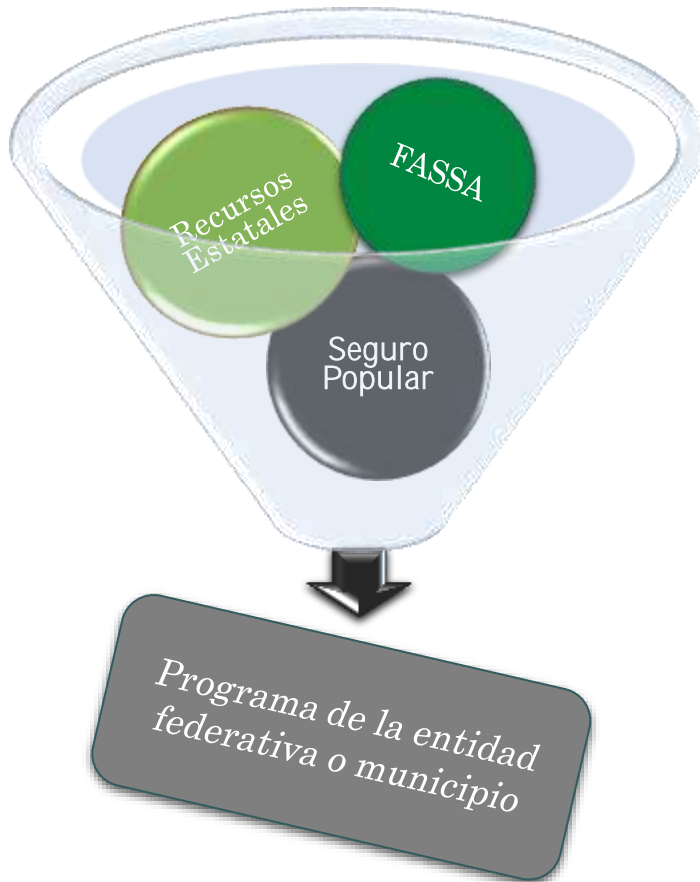 FASSA
Recursos
Estatales
Seguro
Popular
Programa de la entidad
federativa o municipio